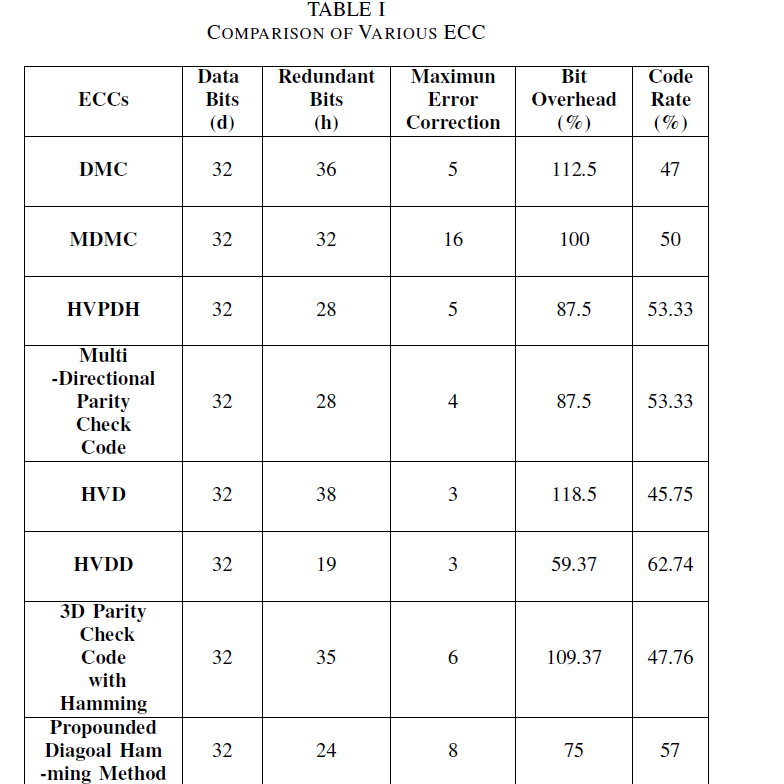 TABLE I
COMPARISON OF VARIOUS ECC
ECCs
Data
Bits
(d)
Redundant
Bits
(h)
Maximun
Error
Correction
Bit
Overhead
(%)
Code
Rate
(%)
DMC 32 36 5 112.5 47
MDMC 32 32 16 100 50
HVPDH 32 28 5 87.5 53.33
Multi
-Directional
Parity
Check
Code
32 28 4 87.5 53.33
HVD 32 38 3 118.5 45.75
HVDD 32 19 3 59.37 62.74
3D Parity
Check
Code
with
Hamming
32 35 6 109.37 47.76
Propounded
Diagoal Ham
-ming Method
32 24 8 75 57